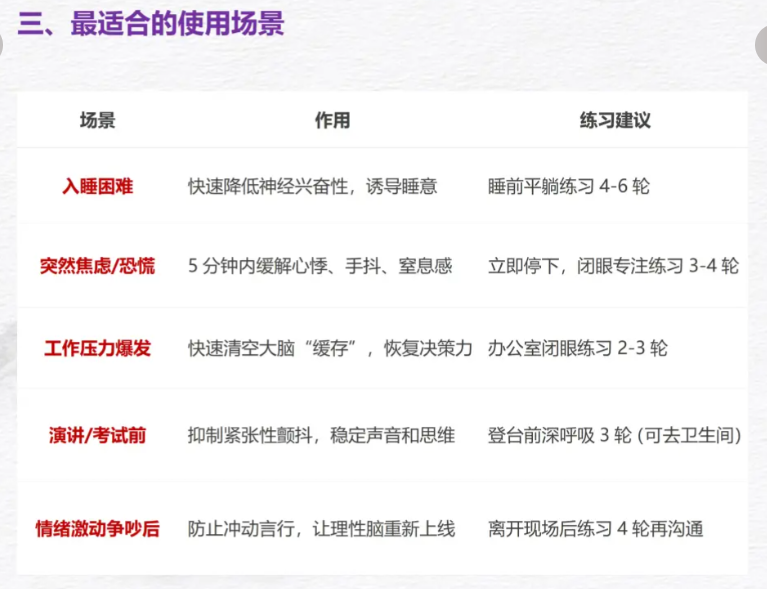 三、最适合的使用场景
场景 作用 练习建议
入睡困难 快速降低神经兴奋性，诱导睡意 睡前平躺练习 4-6 轮
突然焦虑/恐慌 5 分钟内缓解心悸、手抖、窒息感 立即停下，闭眼专注练习 3-4 轮
工作压力爆发 快速清空大脑“缓存”，恢复决策力 办公室闭眼练习 2-3 轮
演讲/考试前 抑制紧张性颤抖，稳定声音和思维 登台前深呼吸 3 轮 (可去卫生间)
情绪激动争吵后 防止冲动言行，让理性脑重新上线 离开现场后练习 4 轮再沟通